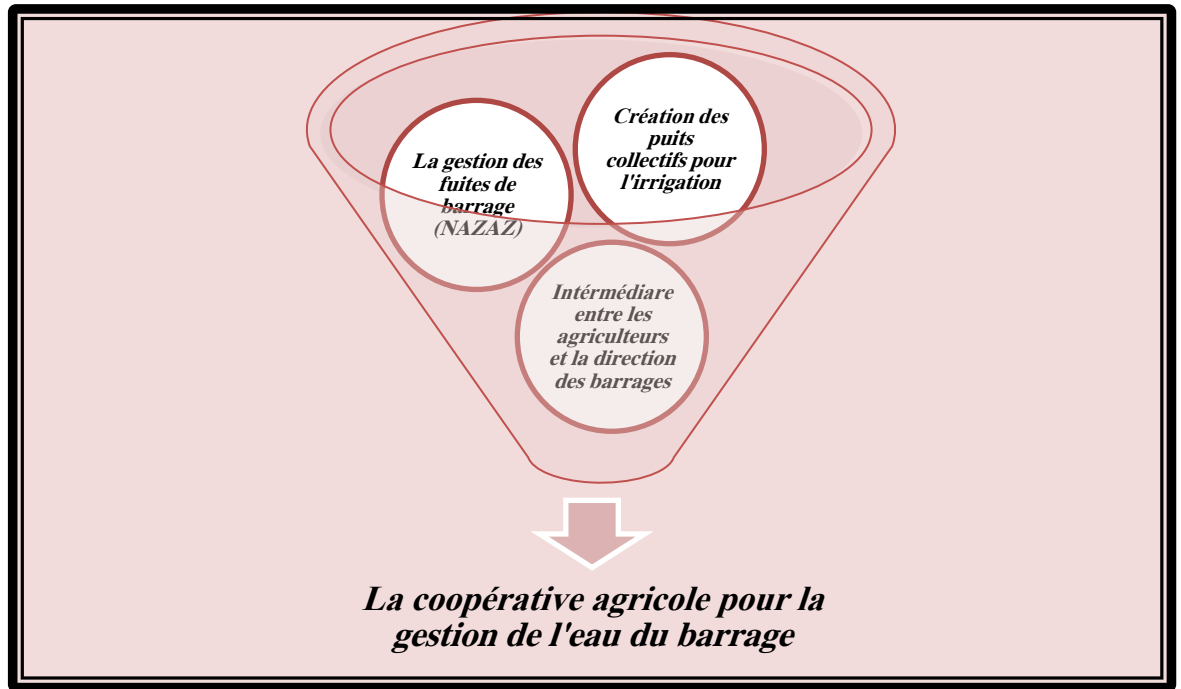 La gestion des
fuites de
barrage
(NAZAZ)
Création des
puits
collectifs pour
l'irrigation
Intérmédiare
entre les
agriculteurs
et la direction
des barrages
La coopérative agricole pour la
gestion de l'eau du barrage